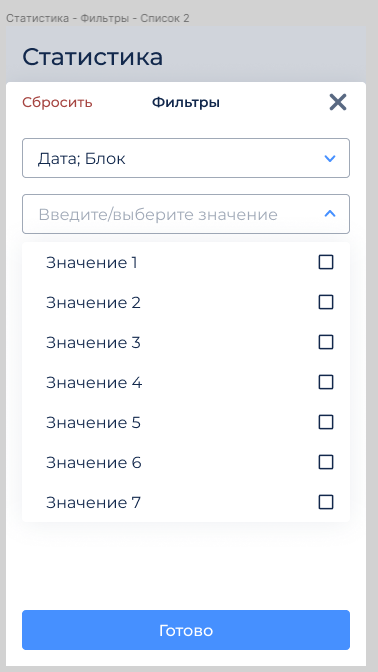 Статистика - Фильтры - Список 2
Статистика
Сбросить Фильтры
Дата; Блок
Введите/выберите значение
Значение 1
Значение 2
Значение 3
Значение 4
Значение 5
Значение 6
Значение 7
Готово